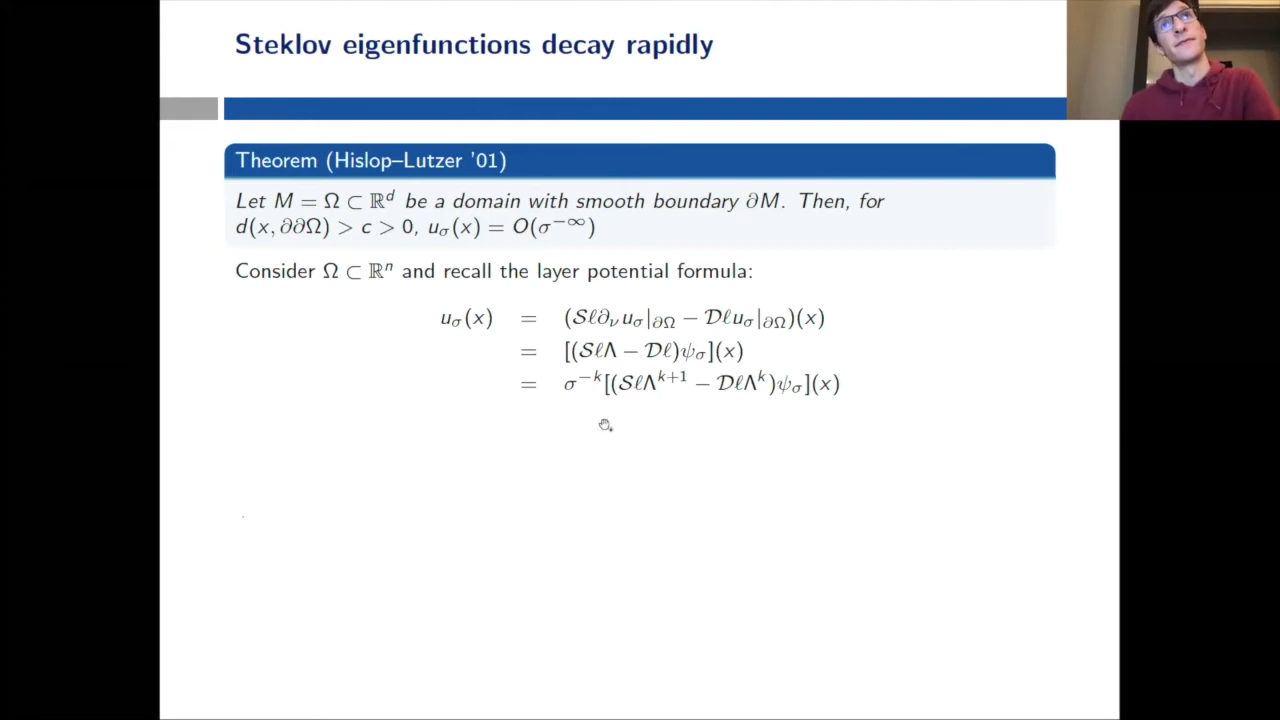 Steklov eigenfunctions decay rapidly
Theorem (Hislop–Lutzer '01)
Let M = Ω ⊂ ℝᵈ be a domain with smooth boundary ∂M. Then, for
d(x, ∂∂Ω) > c > 0, u_σ(x) = O(σ^{−∞})
Consider Ω ⊂ ℝⁿ and recall the layer potential formula:
u_σ(x) = (𝒮ℓ∂_ν u_σ|_{∂Ω} − 𝒟ℓu_σ|_{∂Ω})(x)
= [(𝒮ℓΛ − 𝒟ℓ)ψ_σ](x)
= σ^{−k}[(𝒮ℓΛ^{k+1} − 𝒟ℓΛ^k)ψ_σ](x)